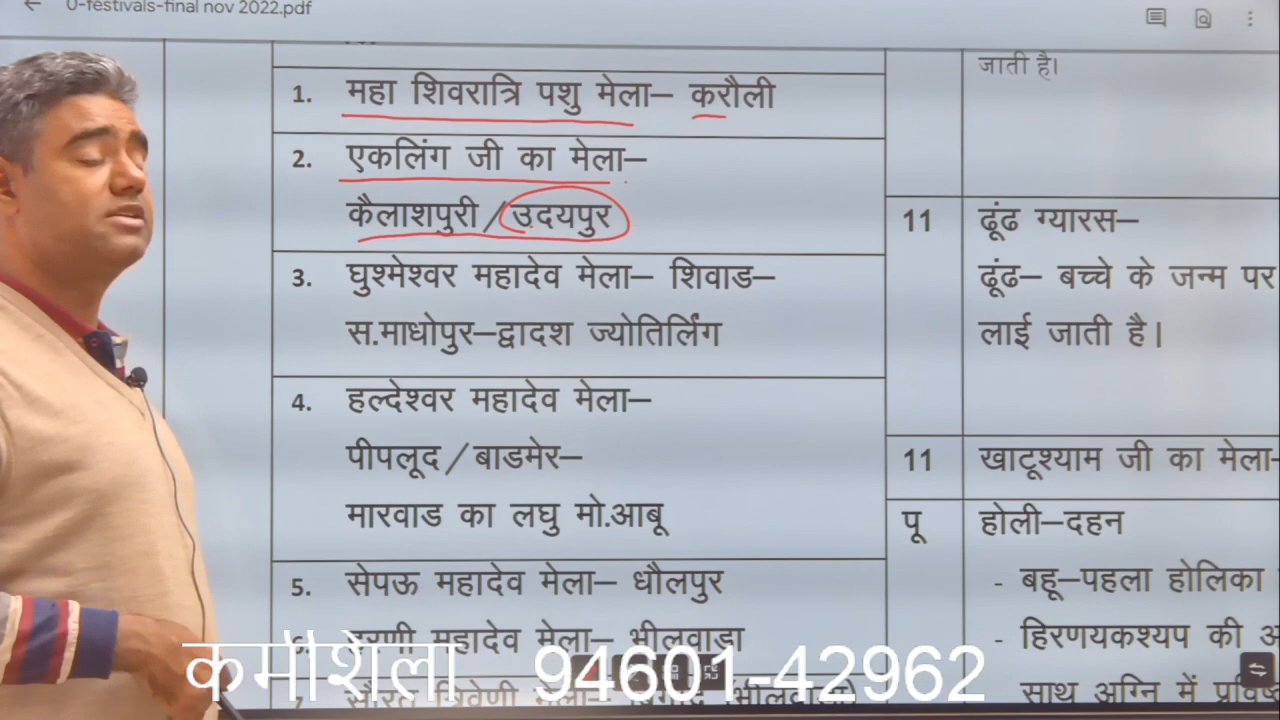 0-festivals-final nov 2022.pdf
1. महा शिवरात्रि पशु मेला– करौली
2. एकलिंग जी का मेला–
कैलाशपुरी/उदयपुर
3. घुश्मेश्वर महादेव मेला– शिवाड–
स.माधोपुर–द्वादश ज्योतिर्लिंग
4. हल्देश्वर महादेव मेला–
पीपलूद/बाडमेर–
मारवाड का लघु मो.आबू
5. सेपऊ महादेव मेला– धौलपुर
महादेव मेला– भीलवाडा
जाती है।
11 ढूंढ ग्यारस–
ढूंढ– बच्चे के जन्म पर
लाई जाती है।
11 खाटूश्याम जी का मेला–
पू होली–दहन
- बहू–पहला होलिका
- हिरणयकश्यप की
साथ अग्नि में
कर्मशिला 94601-42962